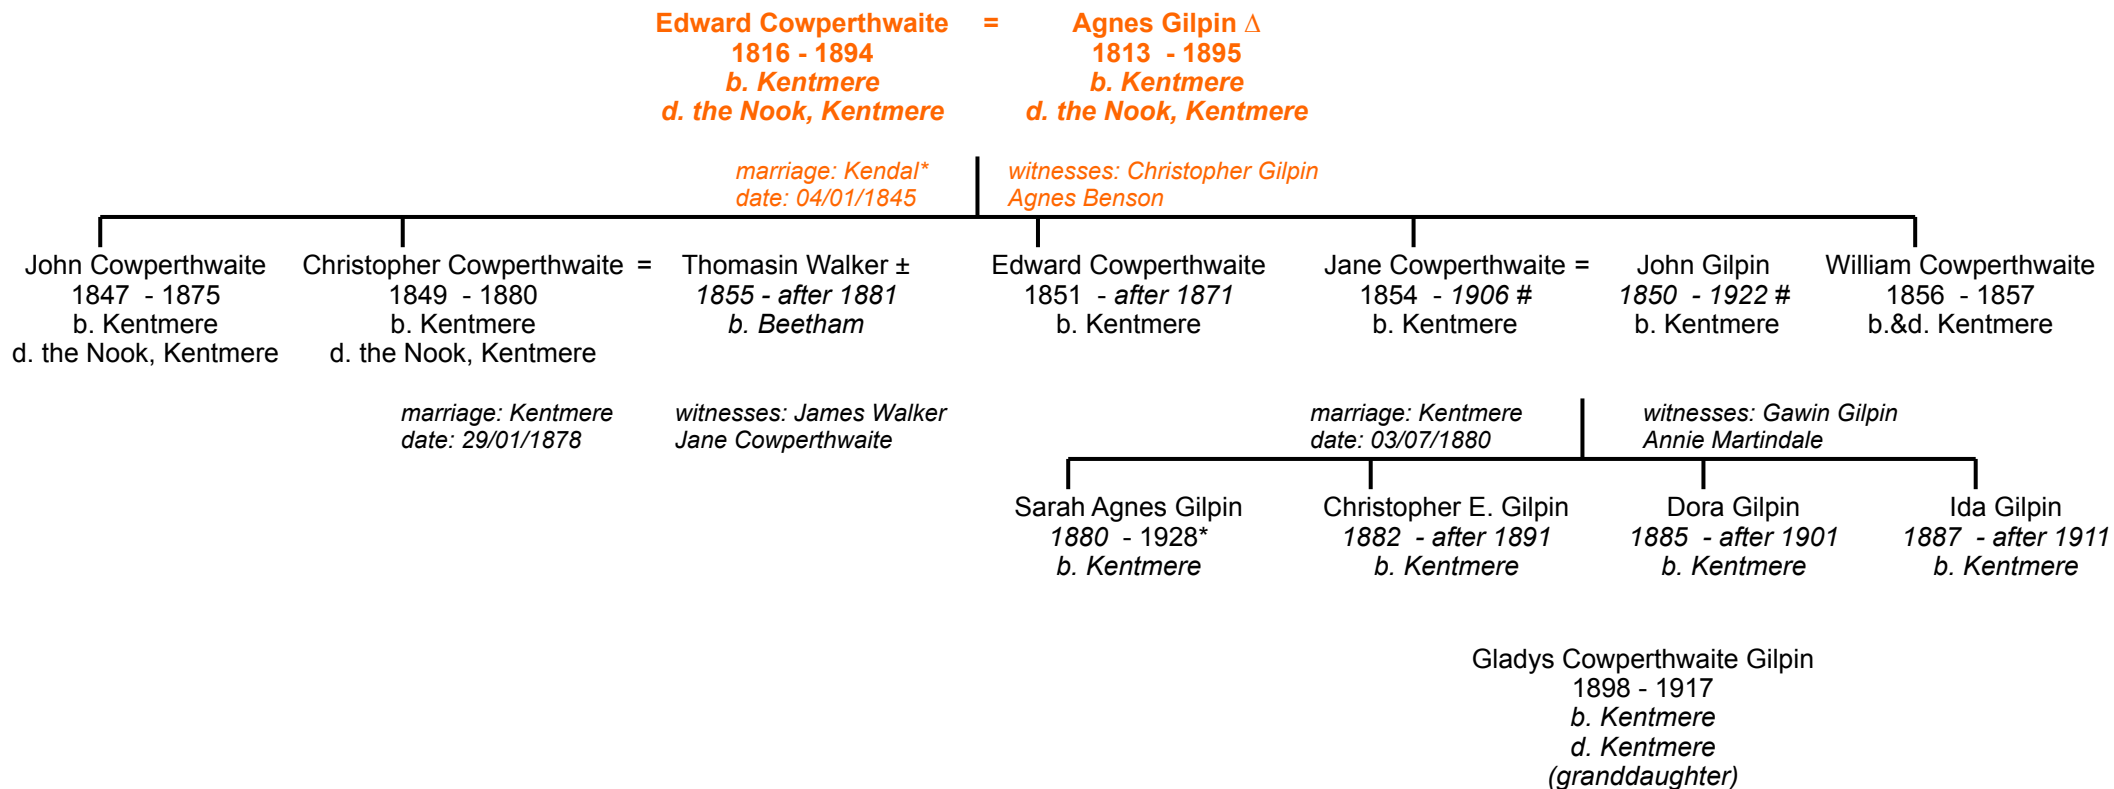 Edward Cowperthwaite = Agnes Gilpin Δ
1816 - 1894 1813 - 1895
b. Kentmere b. Kentmere
d. the Nook, Kentmere d. the Nook, Kentmere
marriage: Kendal* witnesses: Christopher Gilpin
date: 04/01/1845 Agnes Benson
John Cowperthwaite Christopher Cowperthwaite = Thomasin Walker ± Edward Cowperthwaite Jane Cowperthwaite = John Gilpin William Cowperthwaite
1847 - 1875 1849 - 1880 1855 - after 1881 1851 - after 1871 1854 - 1906 # 1850 - 1922 # 1856 - 1857
b. Kentmere b. Kentmere b. Beetham b. Kentmere b. Kentmere b. Kentmere b.&d. Kentmere
d. the Nook, Kentmere d. the Nook, Kentmere
marriage: Kentmere witnesses: James Walker marriage: Kentmere witnesses: Gawin Gilpin
date: 29/01/1878 Jane Cowperthwaite date: 03/07/1880 Annie Martindale
Sarah Agnes Gilpin Christopher E. Gilpin Dora Gilpin Ida Gilpin
1880 - 1928* 1882 - after 1891 1885 - after 1901 1887 - after 1911
b. Kentmere b. Kentmere b. Kentmere b. Kentmere
Gladys Cowperthwaite Gilpin
1898 - 1917
b. Kentmere
d. Kentmere
(granddaughter)